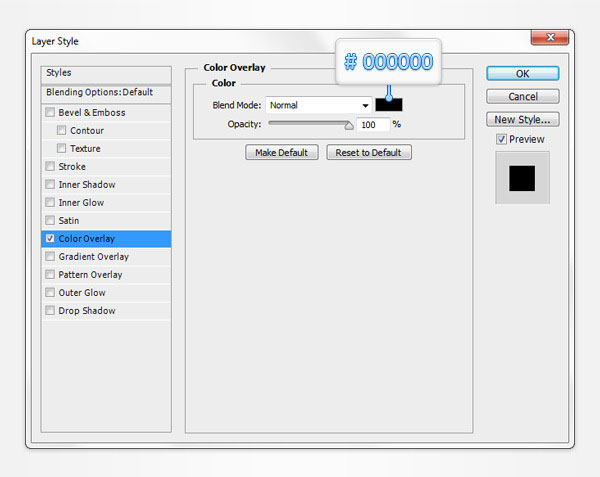 Layer Style
Styles
Blending Options:Default
Bevel & Emboss
Contour
Texture
Stroke
Inner Shadow
Inner Glow
Satin
Color Overlay
Gradient Overlay
Pattern Overlay
Outer Glow
Drop Shadow
Color Overlay
Color
# 000000
Blend Mode: Normal
Opacity: 100 %
Make Default Reset to Default
OK
Cancel
New Style...
Preview